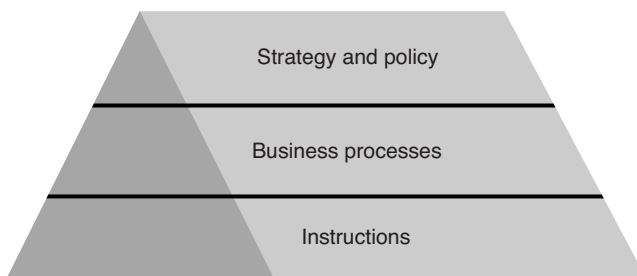 Strategy and policy
Business processes
Instructions